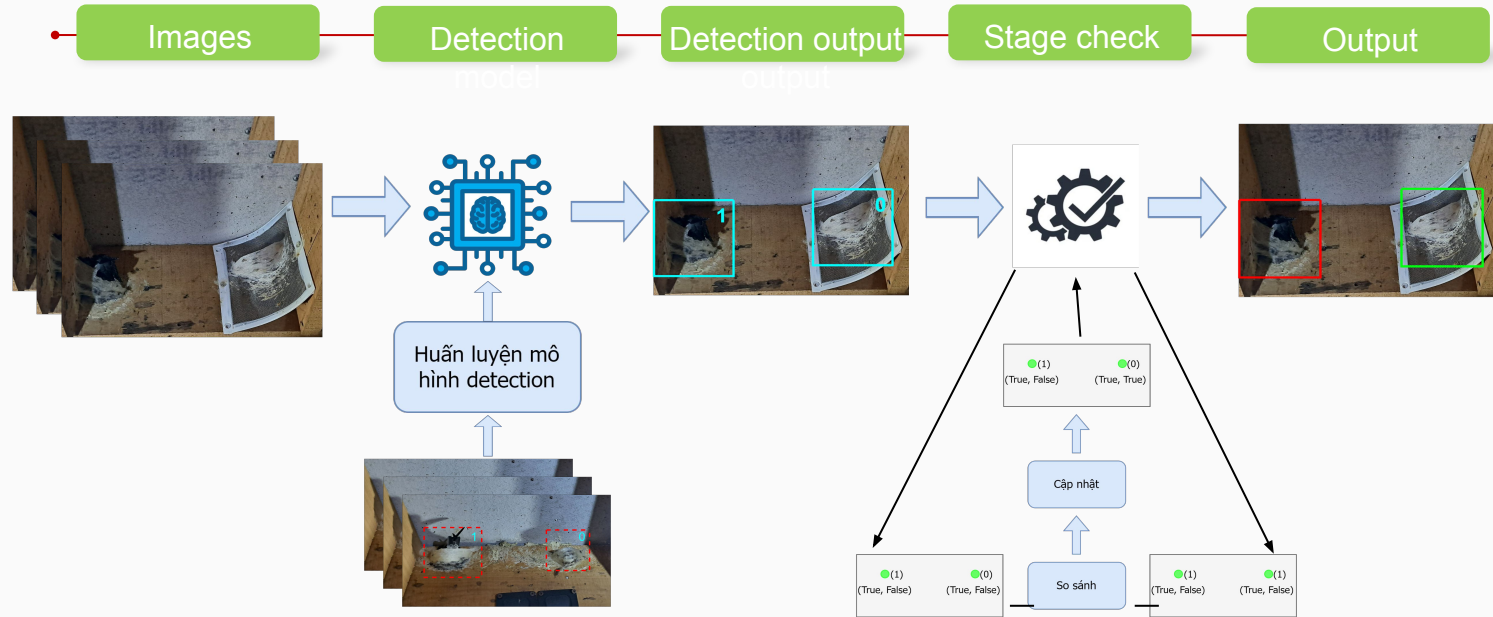 Images
Detection
model
Detection output
output
Stage check
Output
1
0
Huấn luyện mô
hình detection
1
0
(1)
(0)
(True, False)
(True, True)
Cập nhật
So sánh
(1)
(0)
(True, False)
(True, False)
(1)
(1)
(True, False)
(True, False)